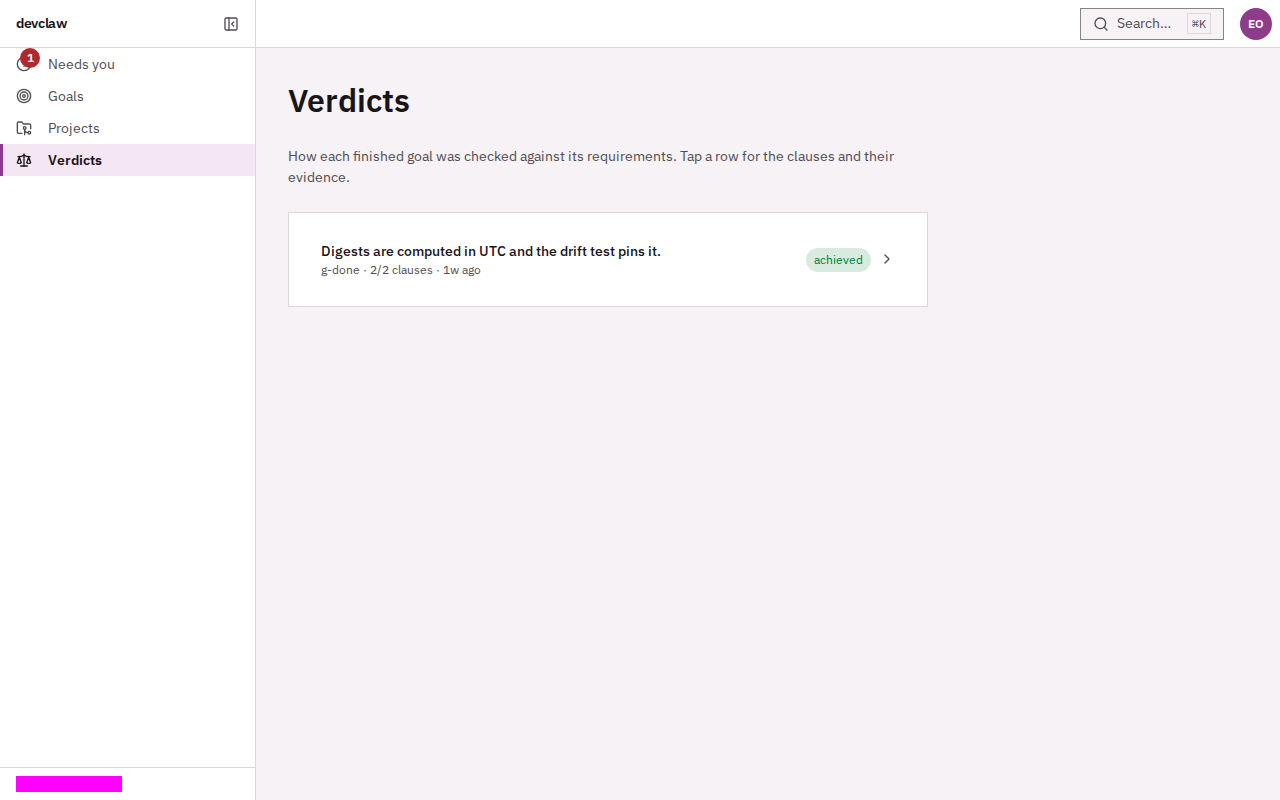 devclaw
Search...
⌘K
EO
1
Needs you
Goals
Projects
Verdicts
Verdicts
How each finished goal was checked against its requirements. Tap a row for the clauses and their
evidence.
Digests are computed in UTC and the drift test pins it.
g-done · 2/2 clauses · 1w ago
achieved